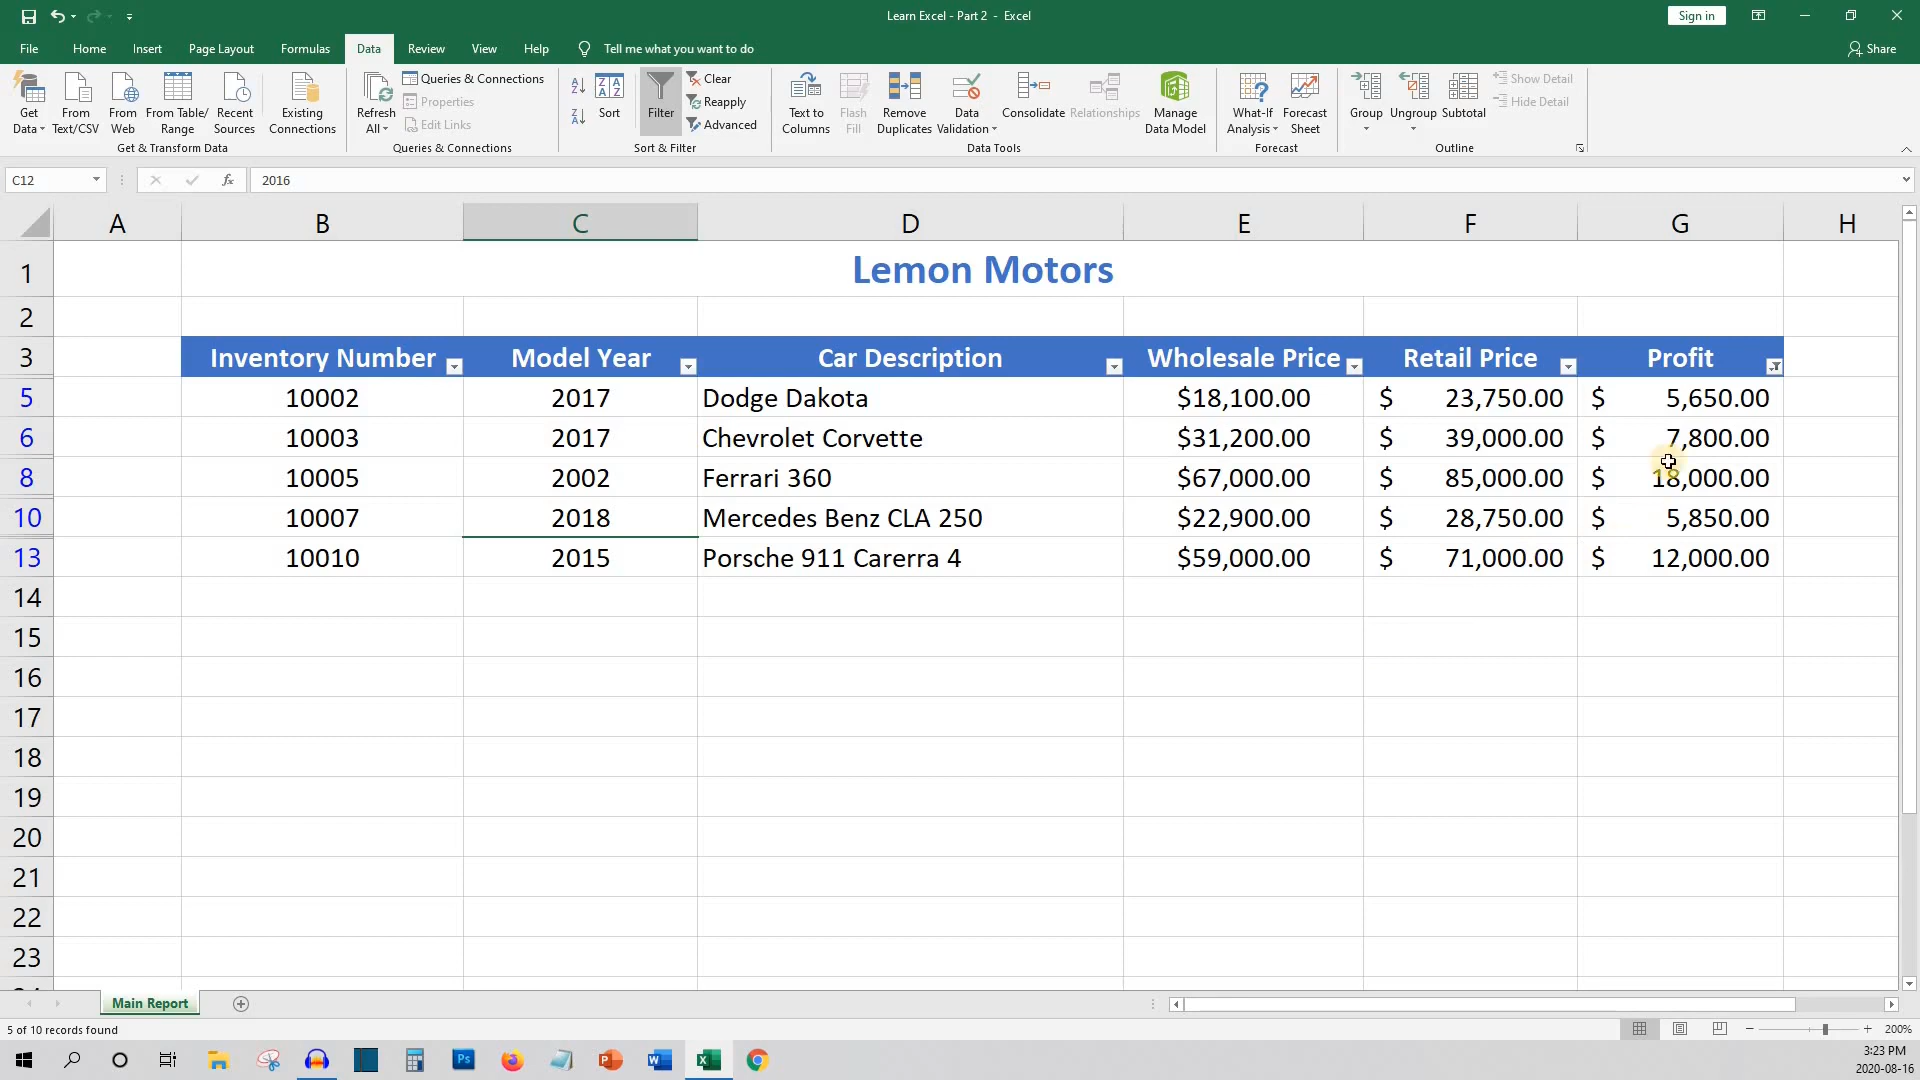 Learn Excel - Part 2 - Excel
Sign in
File Home Insert Page Layout Formulas Data Review View Help Tell me what you want to do Share
Get Data
From Text/CSV
From Web
From Table/ Range
Recent Sources
Existing Connections
Get & Transform Data
Refresh All
Queries & Connections
Properties
Edit Links
Queries & Connections
Sort
Filter
Clear
Reapply
Advanced
Sort & Filter
Text to Columns
Flash Fill
Remove Duplicates
Data Validation
Consolidate
Relationships
Manage Data Model
Data Tools
What-If Analysis
Forecast Sheet
Forecast
Group
Ungroup
Subtotal
Show Detail
Hide Detail
Outline
C12 fx 2016
A B C D E F G H
1 Lemon Motors
2
3 Inventory Number Model Year Car Description Wholesale Price Retail Price Profit
5 10002 2017 Dodge Dakota $18,100.00 $ 23,750.00 $ 5,650.00
6 10003 2017 Chevrolet Corvette $31,200.00 $ 39,000.00 $ 7,800.00
8 10005 2002 Ferrari 360 $67,000.00 $ 85,000.00 $ 18,000.00
10 10007 2018 Mercedes Benz CLA 250 $22,900.00 $ 28,750.00 $ 5,850.00
13 10010 2015 Porsche 911 Carerra 4 $59,000.00 $ 71,000.00 $ 12,000.00
14
15
16
17
18
19
20
21
22
23
Main Report
5 of 10 records found
200%
3:23 PM
2020-08-16